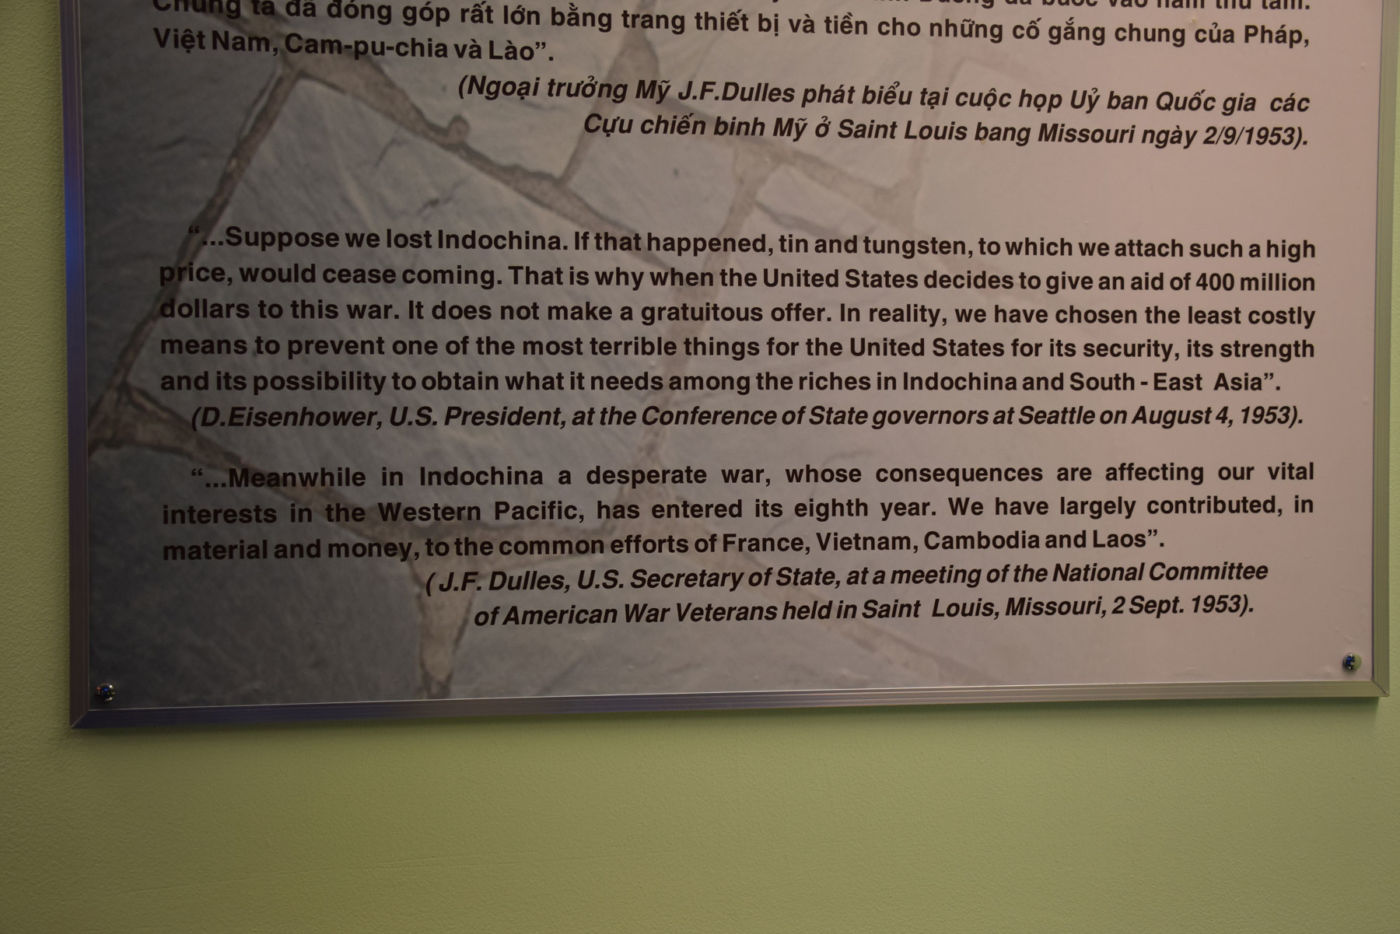 Chúng ta đã đóng góp rất lớn bằng trang thiết bị và tiền cho những cố gắng chung của Pháp,
Việt Nam, Cam-pu-chia và Lào”.
(Ngoại trưởng Mỹ J.F.Dulles phát biểu tại cuộc họp Uỷ ban Quốc gia các
Cựu chiến binh Mỹ ở Saint Louis bang Missouri ngày 2/9/1953).
“...Suppose we lost Indochina. If that happened, tin and tungsten, to which we attach such a high
price, would cease coming. That is why when the United States decides to give an aid of 400 million
dollars to this war. It does not make a gratuitous offer. In reality, we have chosen the least costly
means to prevent one of the most terrible things for the United States for its security, its strength
and its possibility to obtain what it needs among the riches in Indochina and South - East Asia”.
(D.Eisenhower, U.S. President, at the Conference of State governors at Seattle on August 4, 1953).
“...Meanwhile in Indochina a desperate war, whose consequences are affecting our vital
interests in the Western Pacific, has entered its eighth year. We have largely contributed, in
material and money, to the common efforts of France, Vietnam, Cambodia and Laos”.
( J.F. Dulles, U.S. Secretary of State, at a meeting of the National Committee
of American War Veterans held in Saint Louis, Missouri, 2 Sept. 1953).